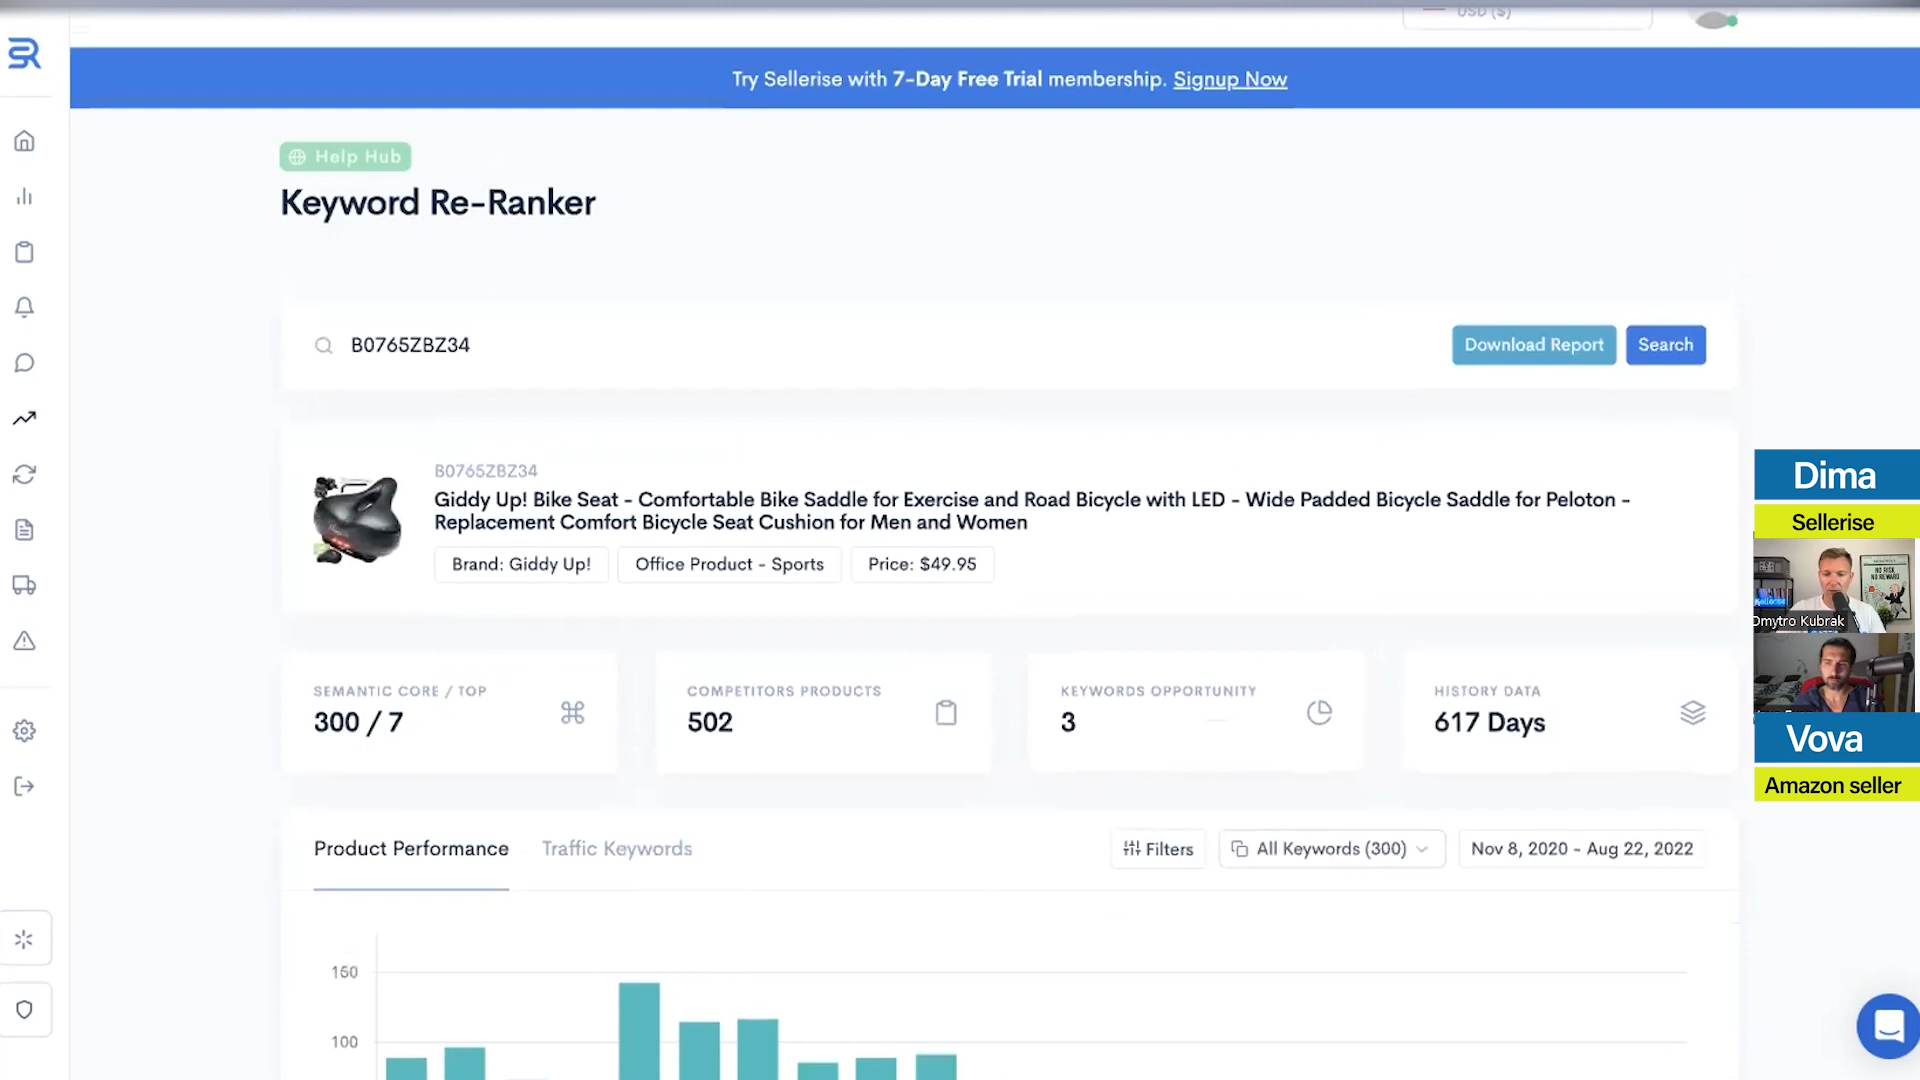 USD ($)
Try Sellerise with 7-Day Free Trial membership. Signup Now
Help Hub
Keyword Re-Ranker
B0765ZBZ34
Download Report
Search
B0765ZBZ34
Giddy Up! Bike Seat - Comfortable Bike Saddle for Exercise and Road Bicycle with LED - Wide Padded Bicycle Saddle for Peloton -
Replacement Comfort Bicycle Seat Cushion for Men and Women
Brand: Giddy Up!
Office Product - Sports
Price: $49.95
SEMANTIC CORE / TOP
300 / 7
COMPETITORS PRODUCTS
502
KEYWORDS OPPORTUNITY
3
HISTORY DATA
617 Days
Product Performance
Traffic Keywords
Filters
All Keywords (300)
Nov 8, 2020 - Aug 22, 2022
150
100
Dima
Sellerise
NO RISK
NO REWARD
Dmytro Kubrak
Vova
Amazon seller